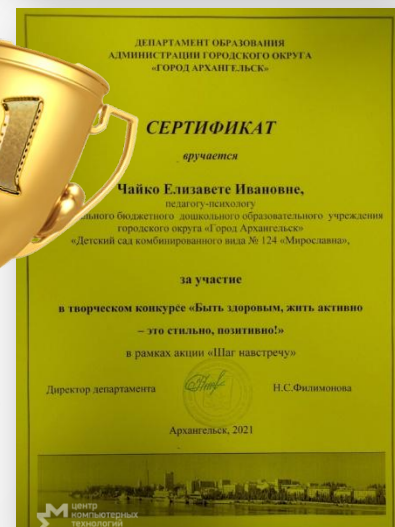 ДЕПАРТАМЕНТ ОБРАЗОВАНИЯ
АДМИНИСТРАЦИИ ГОРОДСКОГО ОКРУГА
«ГОРОД АРХАНГЕЛЬСК»
СЕРТИФИКАТ
вручается
Чайко Елизавете Ивановне,
педагогу-психологу
бюджетного дошкольного образовательного учреждения
городского округа «Город Архангельск»
«Детский сад комбинированного вида № 124 «Мирославна»,
за участие
в творческом конкурсе «Быть здоровым, жить активно
– это стильно, позитивно!»
в рамках акции «Шаг навстречу»
Директор департамента Н.С.Филимонова
Архангельск, 2021
центр
компьютерных
технологий